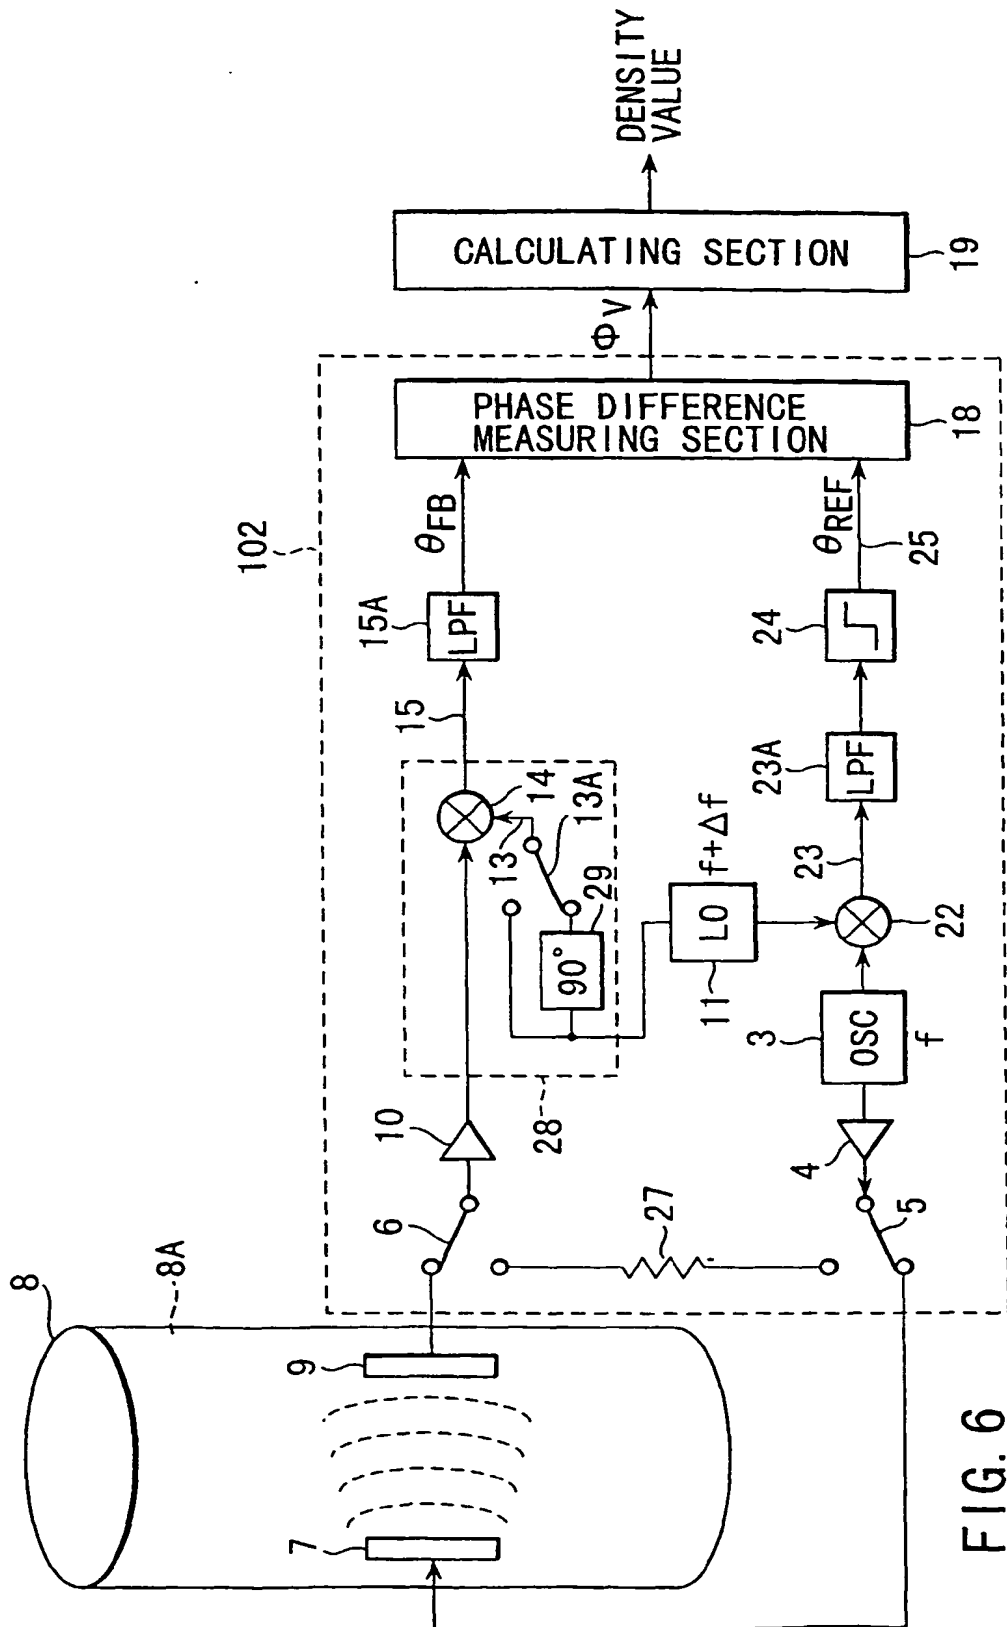 8
8A
7
9
102
6
10
28
14
13
13A
90°
29
15
15A
LPF
θFB
27
4
5
OSC
3
f
LO
11
f+Δf
22
23
23A
LPF
24
θREF
25
PHASE DIFFERENCE
MEASURING SECTION
18
ΦV
CALCULATING SECTION
19
DENSITY
VALUE
FIG. 6